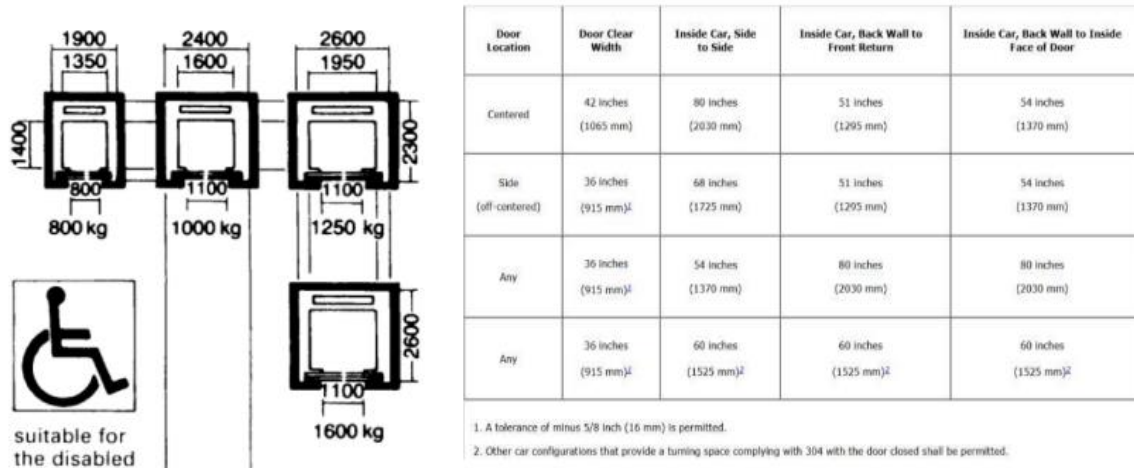 1900
1350
2400
1600
2600
1950
1400
2300
800
1100
1100
800 kg
1000 kg
1250 kg
2600
1100
1600 kg
suitable for
the disabled
Door
Location
Door Clear
Width
Inside Car, Side
to Side
Inside Car, Back Wall to
Front Return
Inside Car, Back Wall to Inside
Face of Door
Centered
42 inches
(1065 mm)
80 inches
(2030 mm)
51 inches
(1295 mm)
54 inches
(1370 mm)
Side
(off-centered)
36 inches
(915 mm)1
68 inches
(1725 mm)
51 inches
(1295 mm)
54 inches
(1370 mm)
Any
36 inches
(915 mm)1
54 inches
(1370 mm)
80 inches
(2030 mm)
80 inches
(2030 mm)
Any
36 inches
(915 mm)1
60 inches
(1525 mm)2
60 inches
(1525 mm)2
60 inches
(1525 mm)2
1. A tolerance of minus 5/8 inch (16 mm) is permitted.
2. Other car configurations that provide a turning space complying with 304 with the door closed shall be permitted.